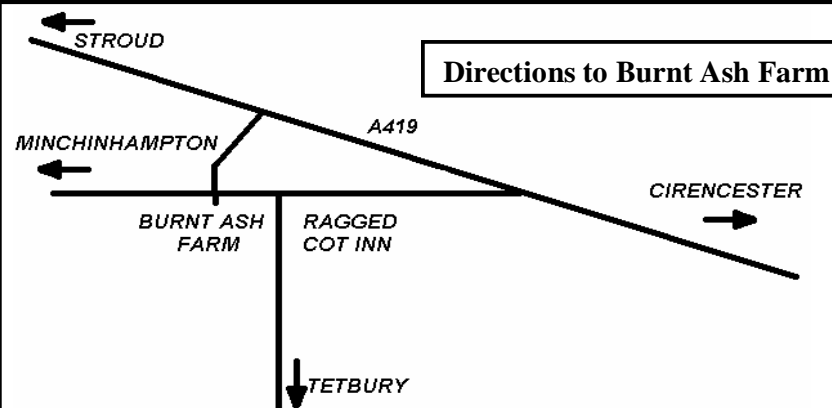 STROUD
Directions to Burnt Ash Farm
A419
MINCHINHAMPTON
CIRENCESTER
BURNT ASH
FARM
RAGGED
COT INN
TETBURY